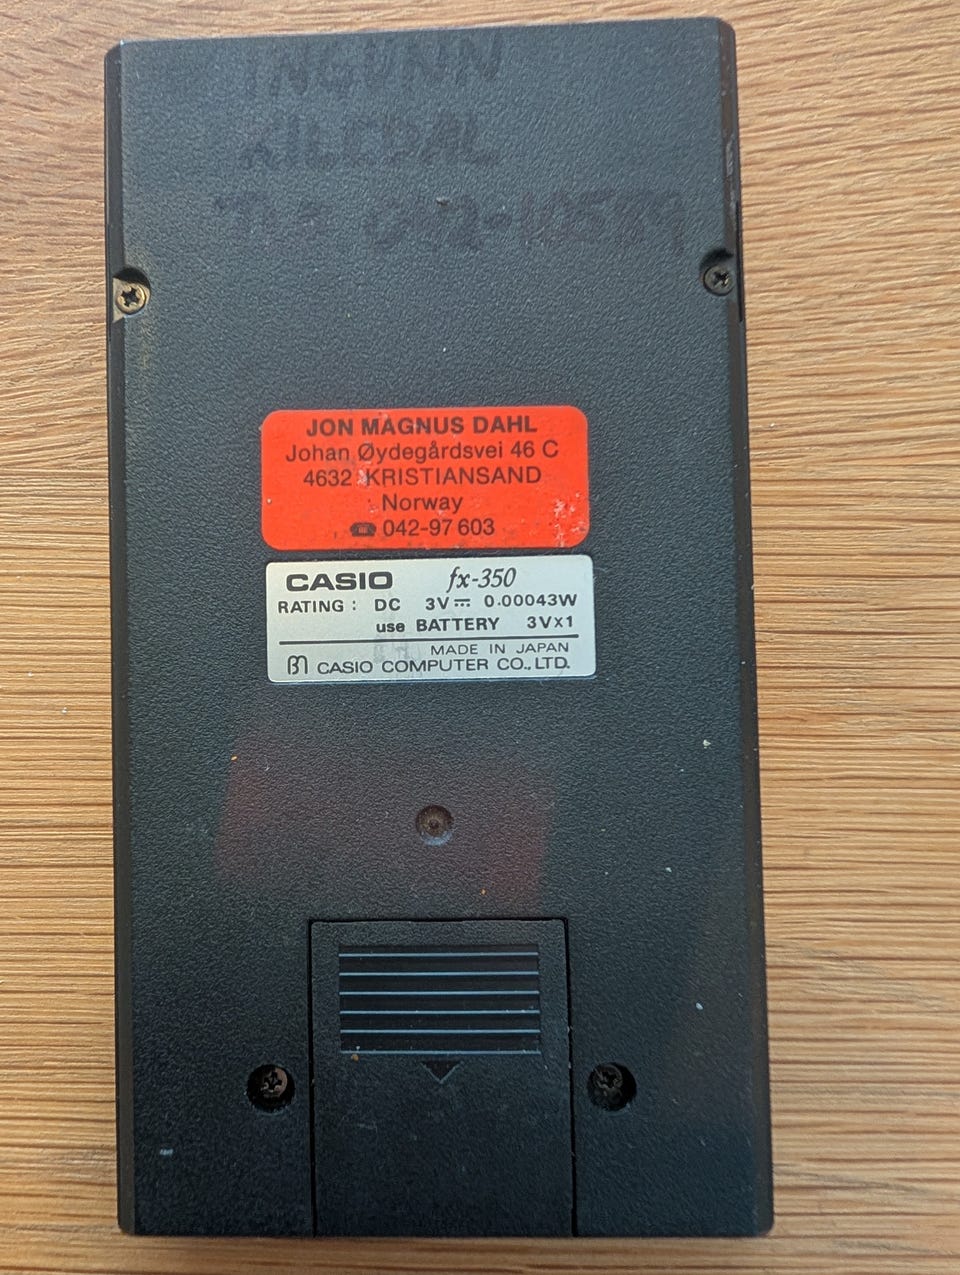 INGUNN
KILEDAL
JON MAGNUS DAHL
Johan Øydegårdsvei 46 C
4632 KRISTIANSAND
Norway
☎ 042-97 603
CASIO fx-350
RATING : DC 3V⎓ 0.00043W
use BATTERY 3V×1
MADE IN JAPAN
CASIO COMPUTER CO., LTD.